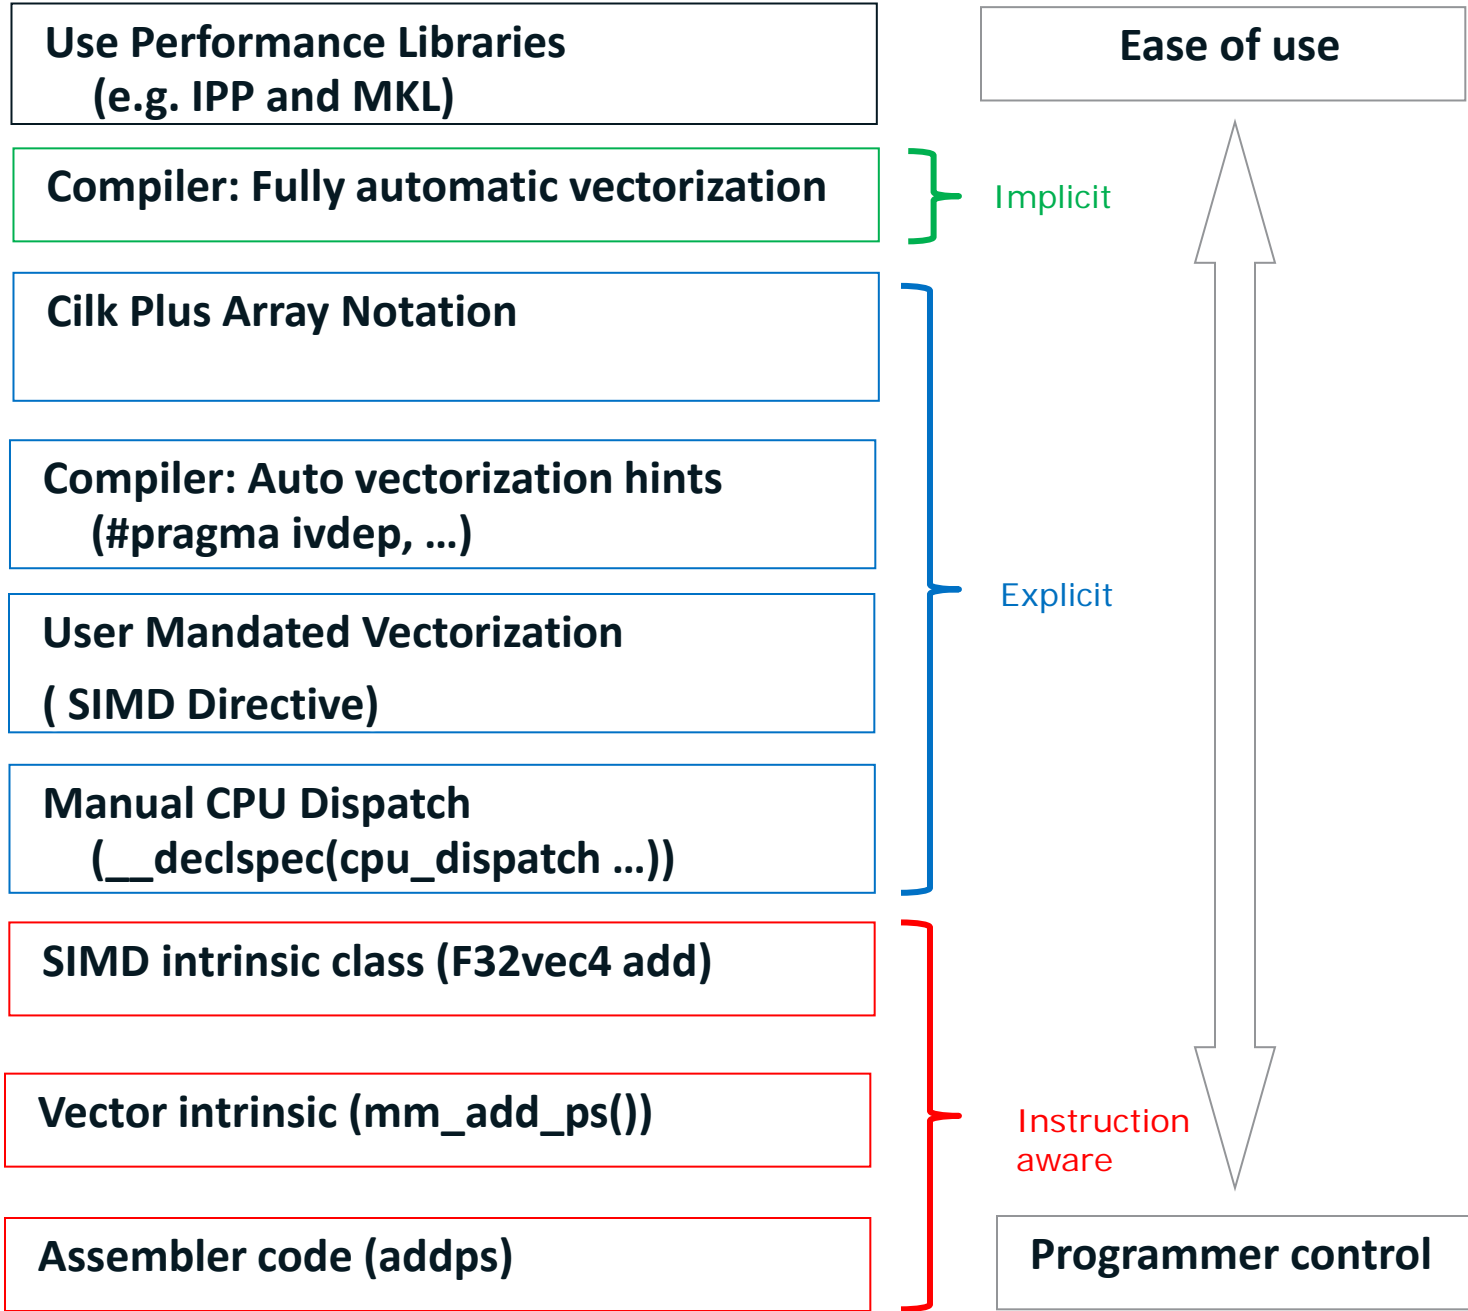 Use Performance Libraries
(e.g. IPP and MKL)
Ease of use
Compiler: Fully automatic vectorization
Implicit
Cilk Plus Array Notation
Compiler: Auto vectorization hints
(#pragma ivdep, ...)
Explicit
User Mandated Vectorization
( SIMD Directive)
Manual CPU Dispatch
(__declspec(cpu_dispatch ...))
SIMD intrinsic class (F32vec4 add)
Vector intrinsic (mm_add_ps())
Instruction
aware
Assembler code (addps)
Programmer control